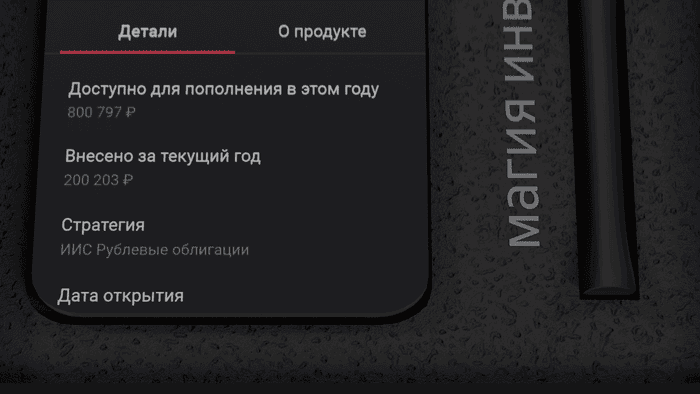 Детали
О продукте
Доступно для пополнения в этом году
800 797 ₽
Внесено за текущий год
200 203 ₽
Стратегия
ИИС Рублевые облигации
Дата открытия
магия инв